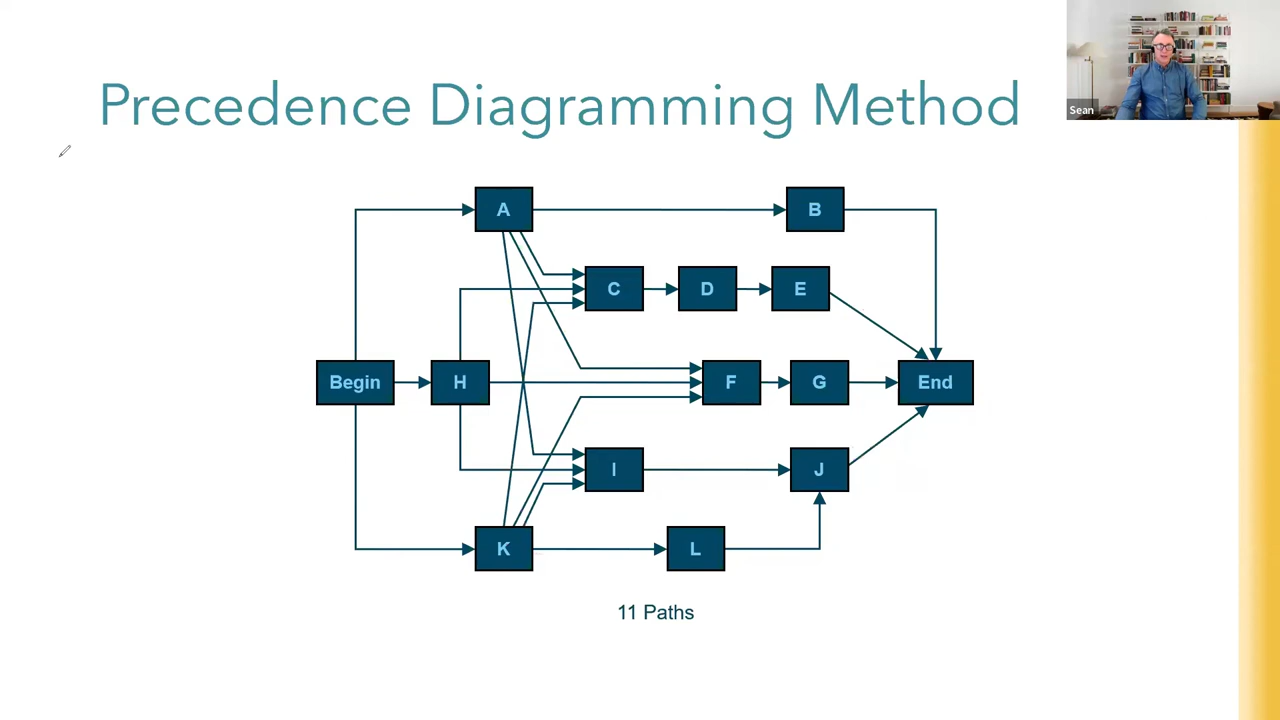 Precedence Diagramming Method
Sean
A
B
C
D
E
Begin
H
F
G
End
I
J
K
L
11 Paths